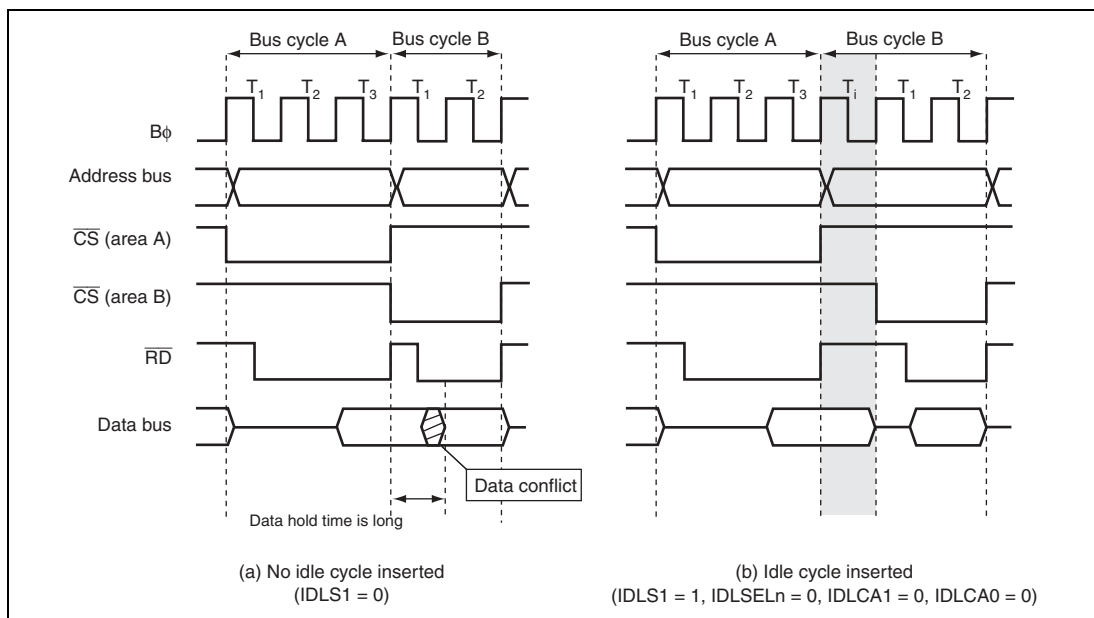 Bus cycle A Bus cycle B
T1 T2 T3 T1 T2
Bϕ
Address bus
CS (area A)
CS (area B)
RD
Data bus
Data conflict
Data hold time is long
(a) No idle cycle inserted
(IDLS1 = 0)
Bus cycle A Bus cycle B
T1 T2 T3 Ti T1 T2
(b) Idle cycle inserted
(IDLS1 = 1, IDLSELn = 0, IDLCA1 = 0, IDLCA0 = 0)